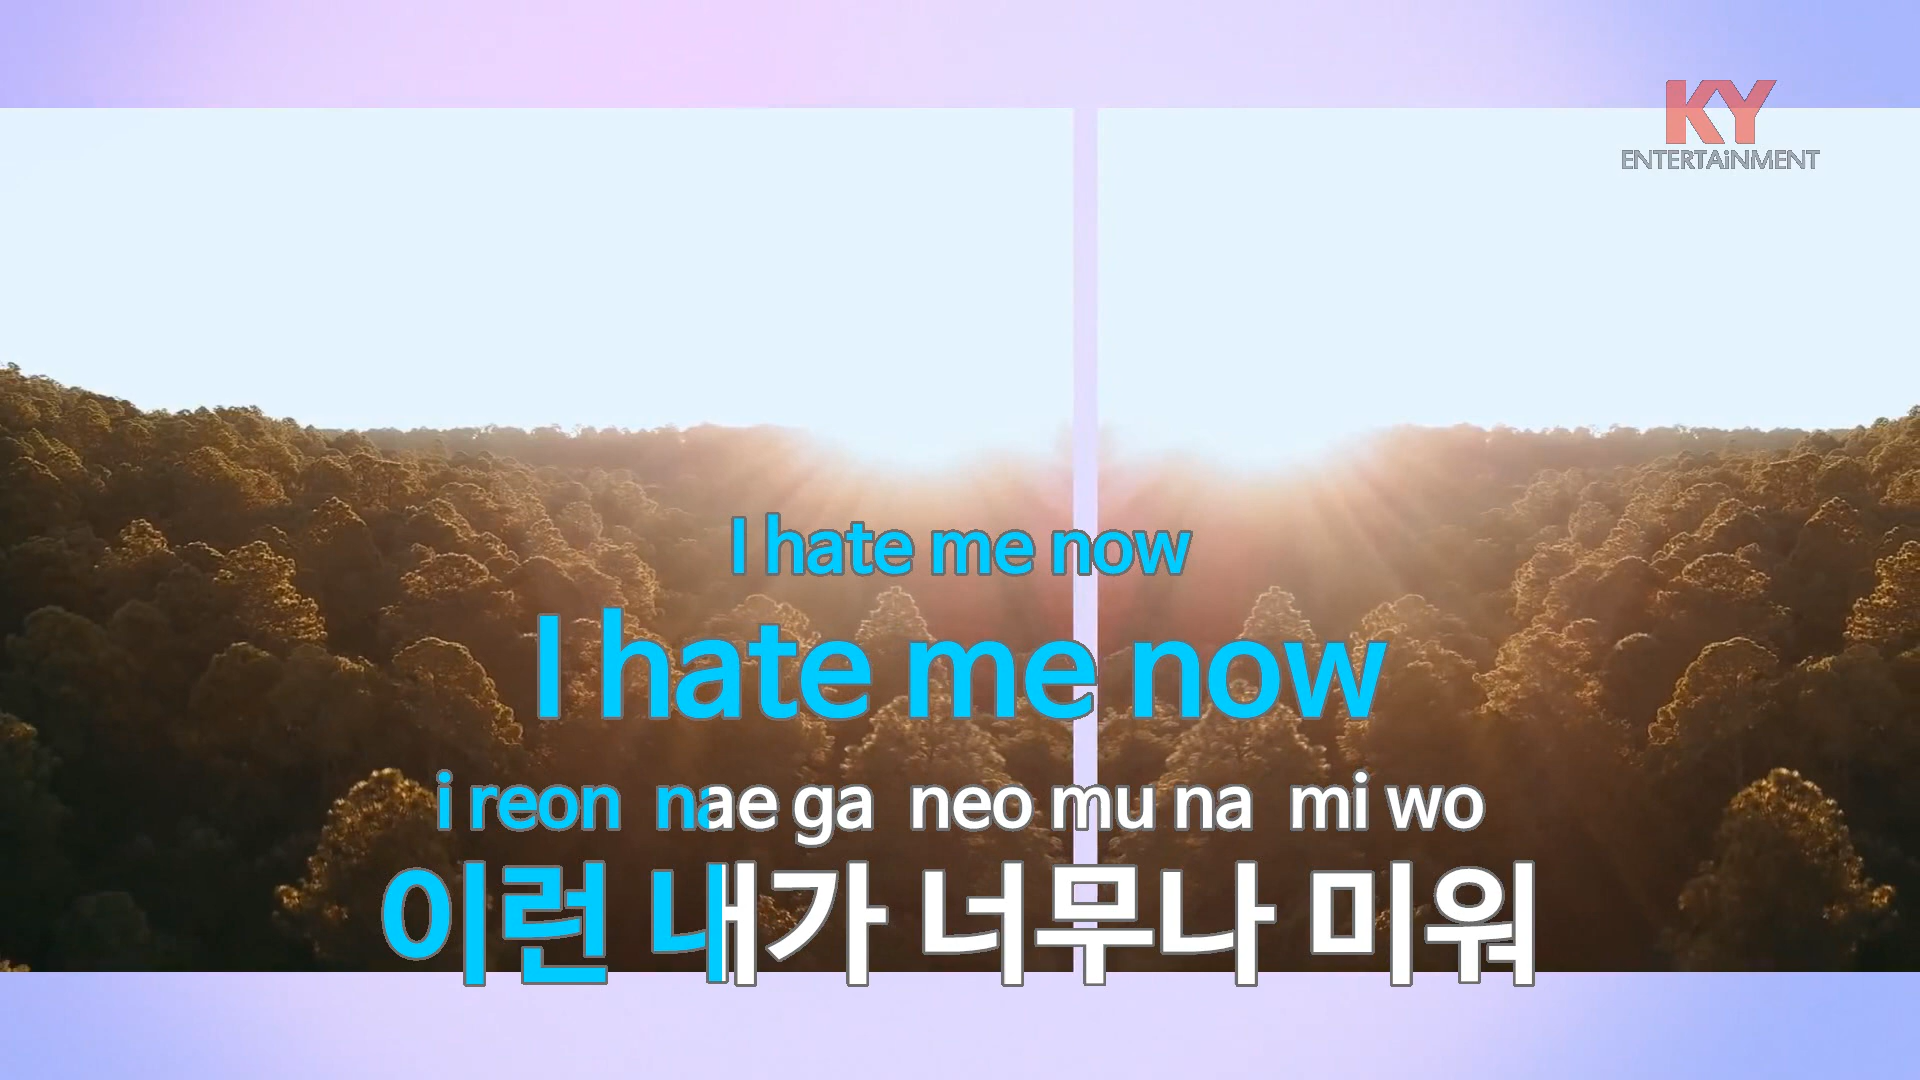 KY
ENTERTAiNMENT
I hate me now
I hate me now
i reon nae ga neo mu na mi wo
이런 내가 너무나 미워